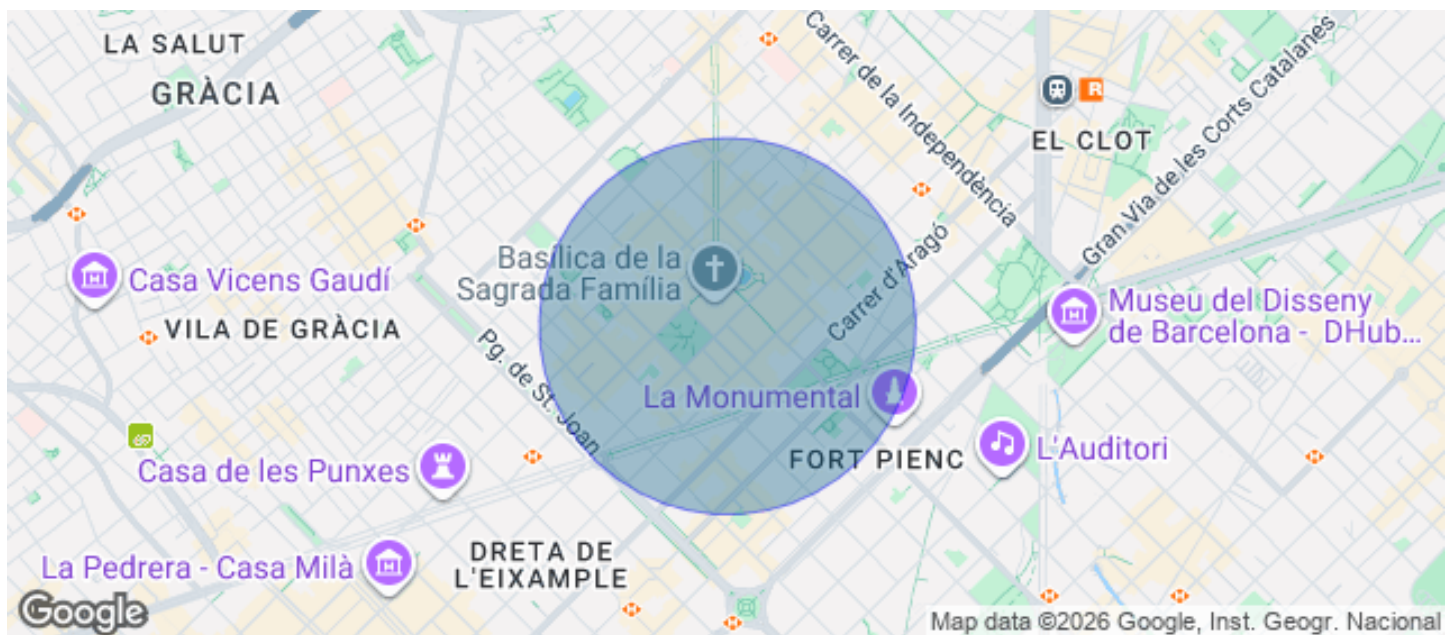 LA SALUT
GRÀCIA
Carrer de la Independència
R
EL CLOT
Gran Via de les Corts Catalanes
Basílica de la
Sagrada Família
Carrer d'Aragó
Casa Vicens Gaudí
VILA DE GRÀCIA
Museu del Disseny
de Barcelona - DHub...
Pg. de St. Joan
La Monumental
FORT PIENC
L'Auditori
Casa de les Punxes
DRETA DE
L'EIXAMPLE
La Pedrera - Casa Milà
Google
Map data ©2026 Google, Inst. Geogr. Nacional